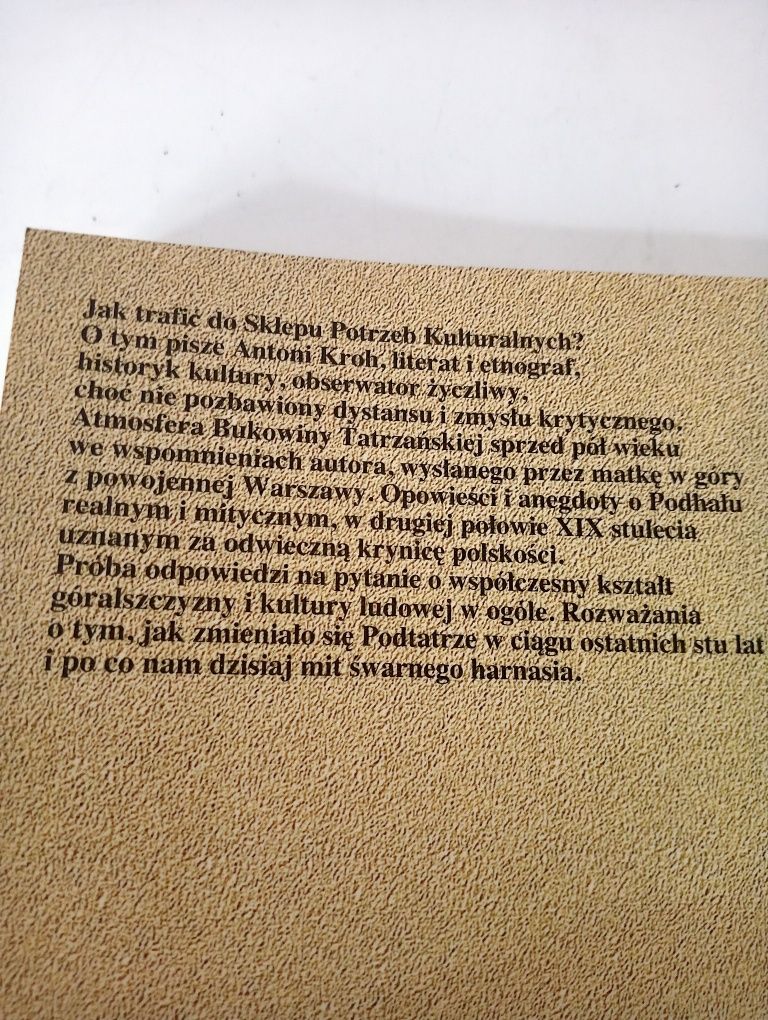 Jak trafić do Sklepu Potrzeb Kulturalnych?
O tym pisze Antoni Kroh, literat i etnograf,
historyk kultury, obserwator życzliwy,
choć nie pozbawiony dystansu i zmysłu krytycznego.
Atmosfera Bukowiny Tatrzańskiej sprzed pół wieku
we wspomnieniach autora, wysłanego przez matkę w góry
z powojennej Warszawy. Opowieści i anegdoty o Podhalu
realnym i mitycznym, w drugiej połowie XIX stulecia
uznanym za odwieczną krynicę polskości.
Próba odpowiedzi na pytanie o współczesny kształt
góralszczyzny i kultury ludowej w ogóle. Rozważania
o tym, jak zmieniało się Podtatrze w ciągu ostatnich stu lat
i po co nam dzisiaj mit śwarnego harnasia.